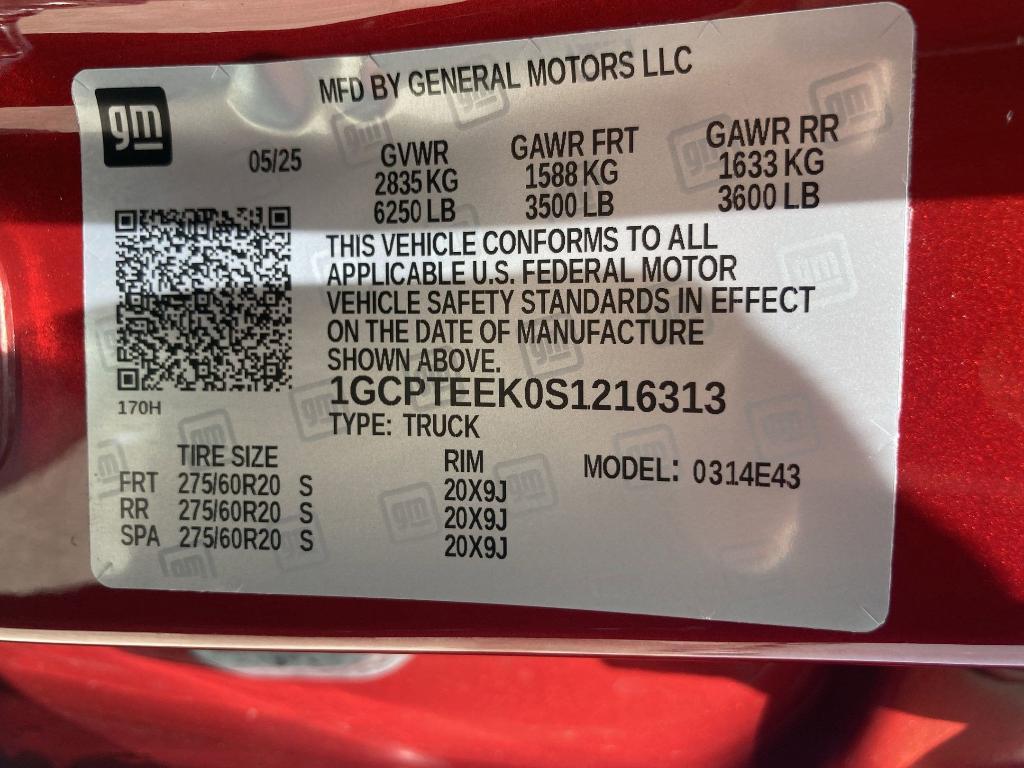 gm
MFD BY GENERAL MOTORS LLC
05/25
GVWR GAWR FRT GAWR RR
2835 KG 1588 KG 1633 KG
6250 LB 3500 LB 3600 LB
THIS VEHICLE CONFORMS TO ALL
APPLICABLE U.S. FEDERAL MOTOR
VEHICLE SAFETY STANDARDS IN EFFECT
ON THE DATE OF MANUFACTURE
SHOWN ABOVE.
1GCPTEEK0S1216313
170H
TYPE: TRUCK
TIRE SIZE RIM MODEL: 0314E43
FRT 275/60R20 S 20X9J
RR 275/60R20 S 20X9J
SPA 275/60R20 S 20X9J